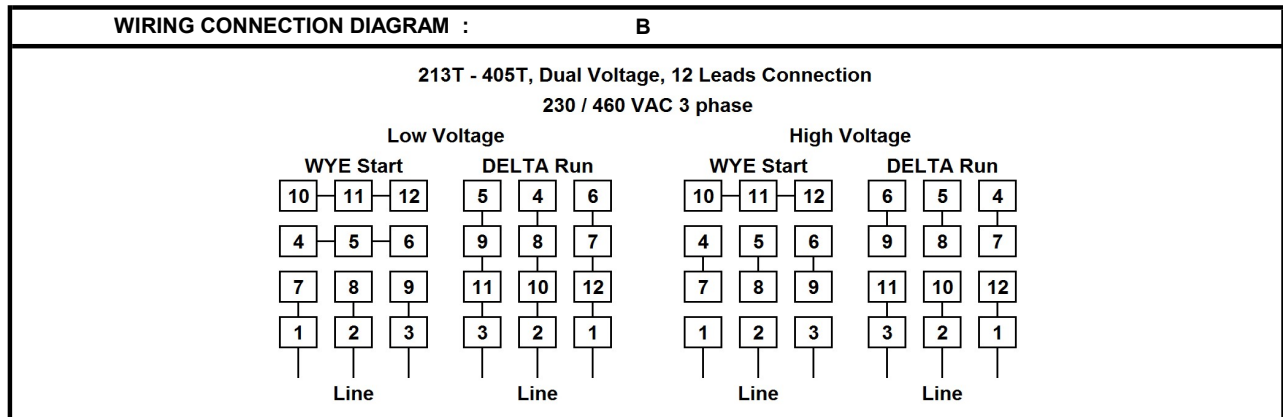 WIRING CONNECTION DIAGRAM : B
213T - 405T, Dual Voltage, 12 Leads Connection
230 / 460 VAC 3 phase
Low Voltage High Voltage
WYE Start DELTA Run WYE Start DELTA Run
10 11 12 5 4 6 10 11 12 6 5 4
4 5 6 9 8 7 4 5 6 9 8 7
7 8 9 11 10 12 7 8 9 11 10 12
1 2 3 3 2 1 1 2 3 3 2 1
Line Line Line Line